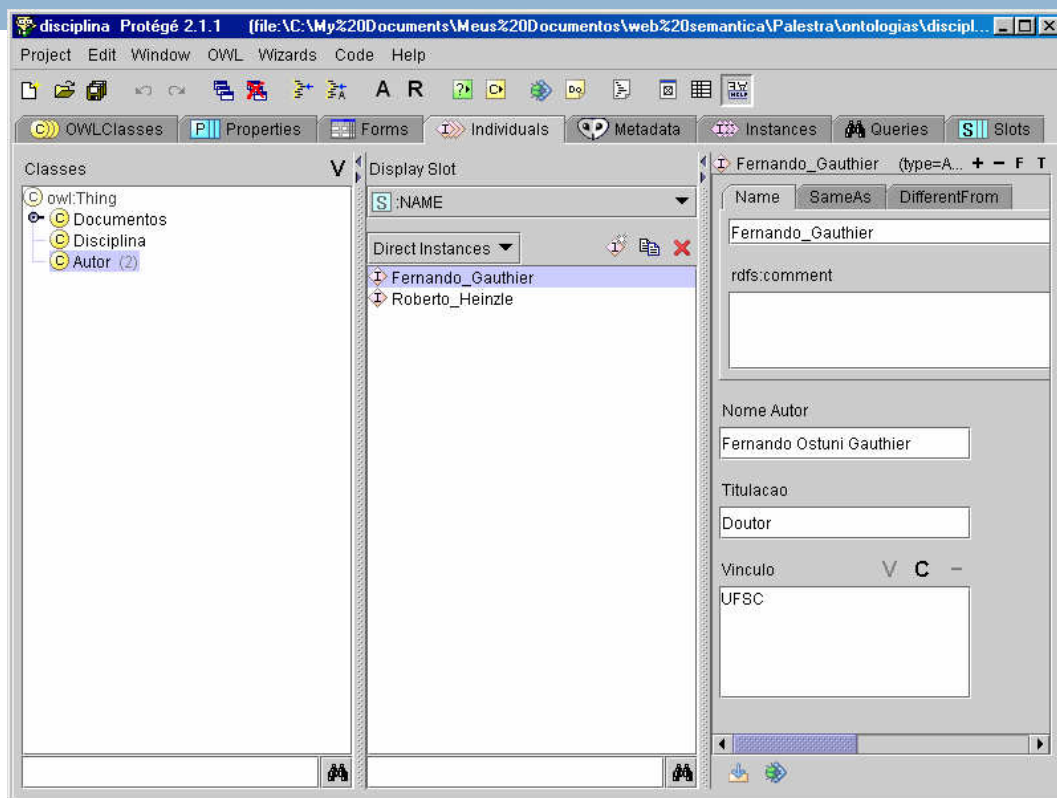 disciplina Protégé 2.1.1 (file:\C:\My%20Documents\Meus%20Documentos\web%20semantica\Palestra\ontologias\discipl...
Project Edit Window OWL Wizards Code Help
A R ? C Dq HELP
C OWLClasses P Properties Forms I Individuals Metadata I Instances Queries S Slots
Classes V
C owl:Thing
C Documentos
C Disciplina
C Autor (2)
Display Slot
S :NAME
Direct Instances
I Fernando_Gauthier
I Roberto_Heinzle
I Fernando_Gauthier (type=A... + − F T
Name SameAs DifferentFrom
Fernando_Gauthier
rdfs:comment
Nome Autor
Fernando Ostuni Gauthier
Titulacao
Doutor
Vinculo V C −
UFSC